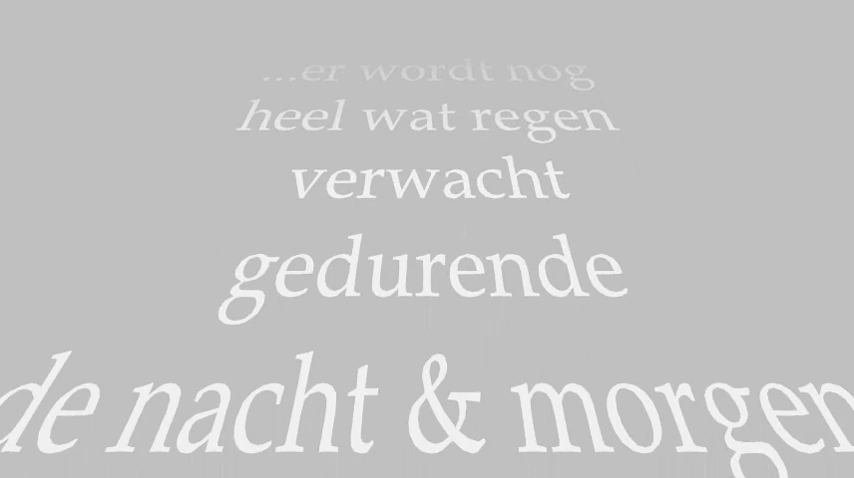 ...er wordt nog
heel wat regen
verwacht
gedurende
de nacht & morgen